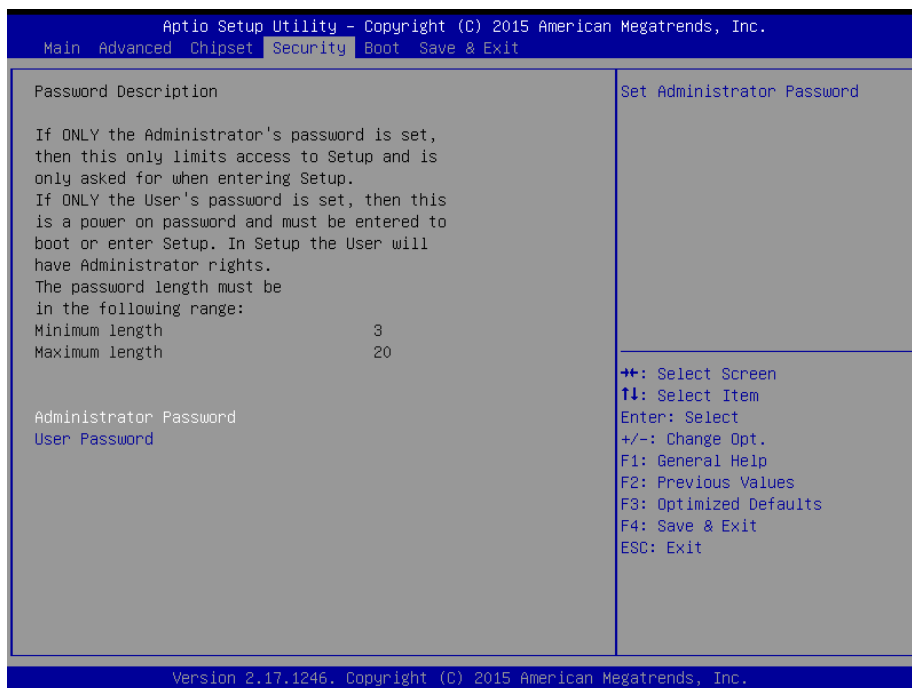 Aptio Setup Utility – Copyright (C) 2015 American Megatrends, Inc.
Main Advanced Chipset Security Boot Save & Exit
Password Description
If ONLY the Administrator's password is set,
then this only limits access to Setup and is
only asked for when entering Setup.
If ONLY the User's password is set, then this
is a power on password and must be entered to
boot or enter Setup. In Setup the User will
have Administrator rights.
The password length must be
in the following range:
Minimum length 3
Maximum length 20
Administrator Password
User Password
Set Administrator Password
→←: Select Screen
↑↓: Select Item
Enter: Select
+/-: Change Opt.
F1: General Help
F2: Previous Values
F3: Optimized Defaults
F4: Save & Exit
ESC: Exit
Version 2.17.1246. Copyright (C) 2015 American Megatrends, Inc.